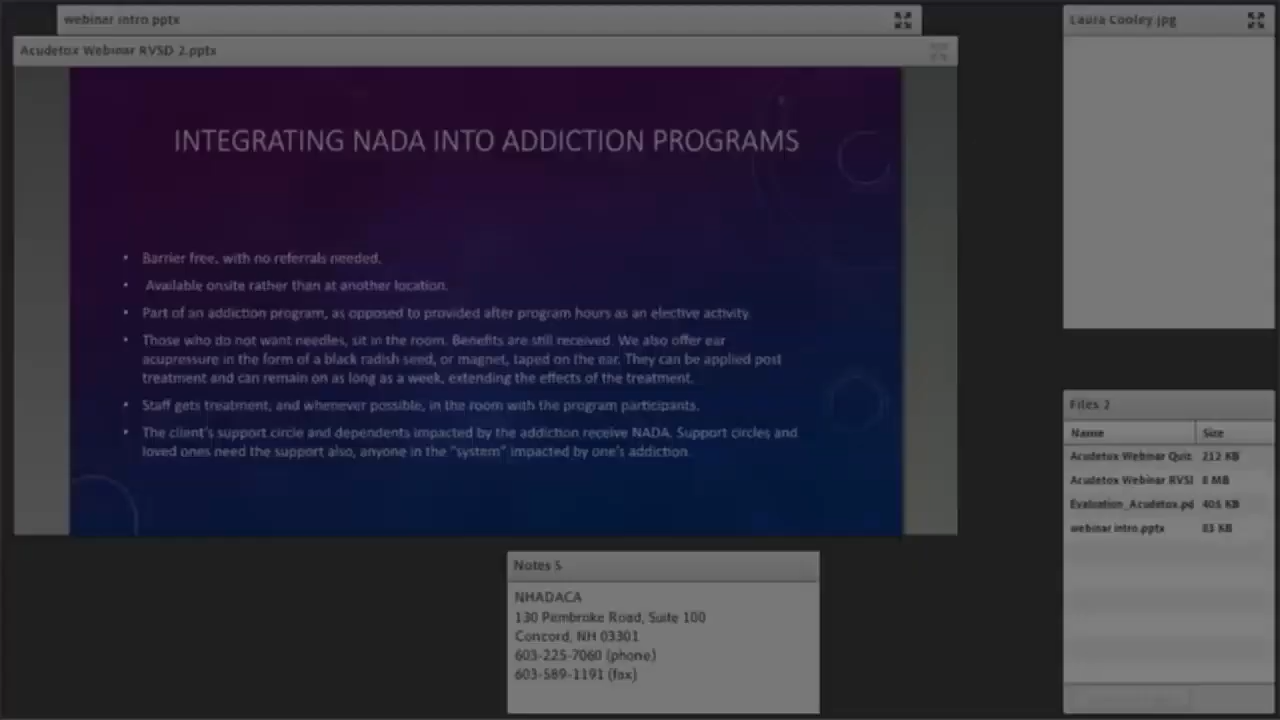 webinar intro.pptx
Acudetox Webinar RVSD 2.pptx
INTEGRATING NADA INTO ADDICTION PROGRAMS
• Barrier free, with no referrals needed.
• Available onsite rather than at another location.
• Part of an addiction program, as opposed to provided after program hours as an elective activity.
• Those who do not want needles, sit in the room. Benefits are still received. We also offer ear
acupressure in the form of a black radish seed, or magnet, taped on the ear. They can be applied post
treatment and can remain on as long as a week, extending the effects of the treatment.
• Staff gets treatment, and whenever possible, in the room with the program participants.
• The client's support circle and dependents impacted by the addiction receive NADA. Support circles and
loved ones need the support also, anyone in the "system" impacted by one's addiction.
Notes 5
NHADACA
130 Pembroke Road, Suite 100
Concord, NH 03301
603-225-7060 (phone)
603-589-1191 (fax)
Laura Cooley.jpg
Files 2
Name Size
Acudetox Webinar Quiz. 212 KB
Acudetox Webinar RVSI 8 MB
Evaluation_Acudetox.pd 405 KB
webinar intro.pptx 83 KB